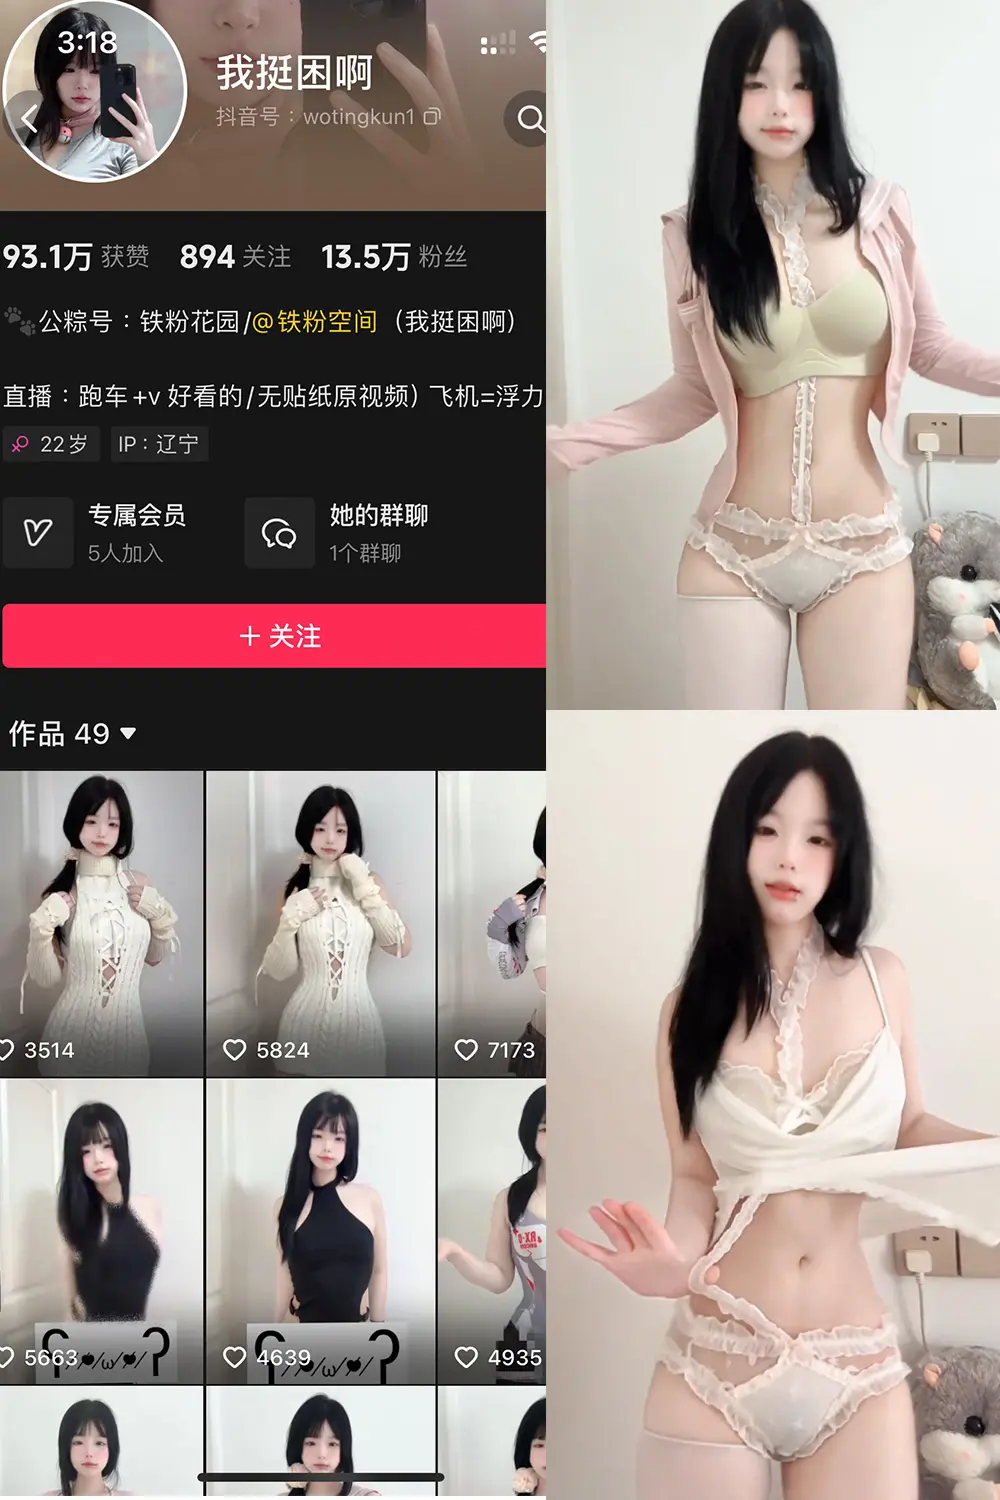 3:18
我挺困啊
抖音号：wotingkun1
93.1万 获赞 894 关注 13.5万 粉丝
🐾公粽号：铁粉花园/@铁粉空间（我挺困啊）
直播：跑车+v 好看的/无贴纸原视频）飞机=浮力
22岁 IP：辽宁
专属会员 她的群聊
5人加入 1个群聊
+ 关注
作品 49
3514 5824 7173
5663 4639 4935